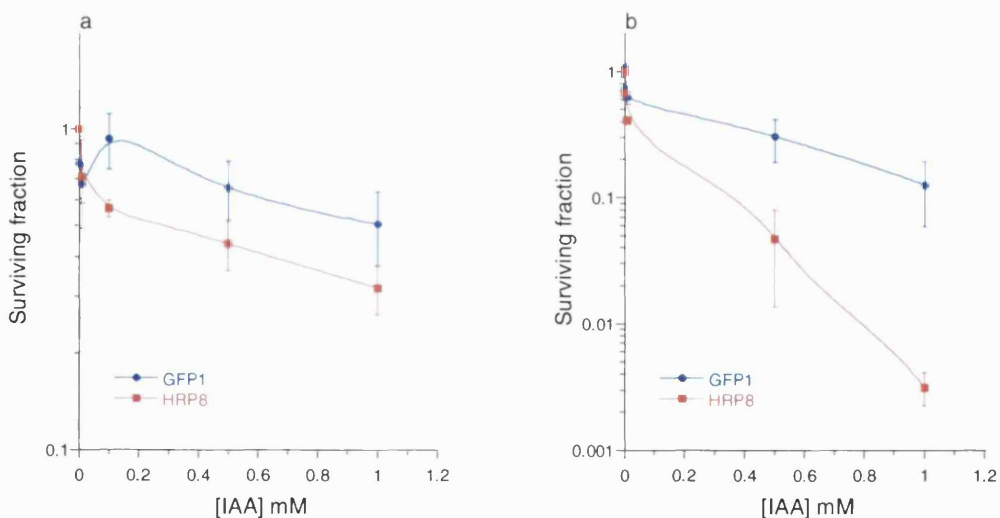 a
1
0.1
Surviving fraction
0 0.2 0.4 0.6 0.8 1 1.2
[IAA] mM
GFP1
HRP8
b
1
0.1
0.01
0.001
Surviving fraction
0 0.2 0.4 0.6 0.8 1 1.2
[IAA] mM
GFP1
HRP8